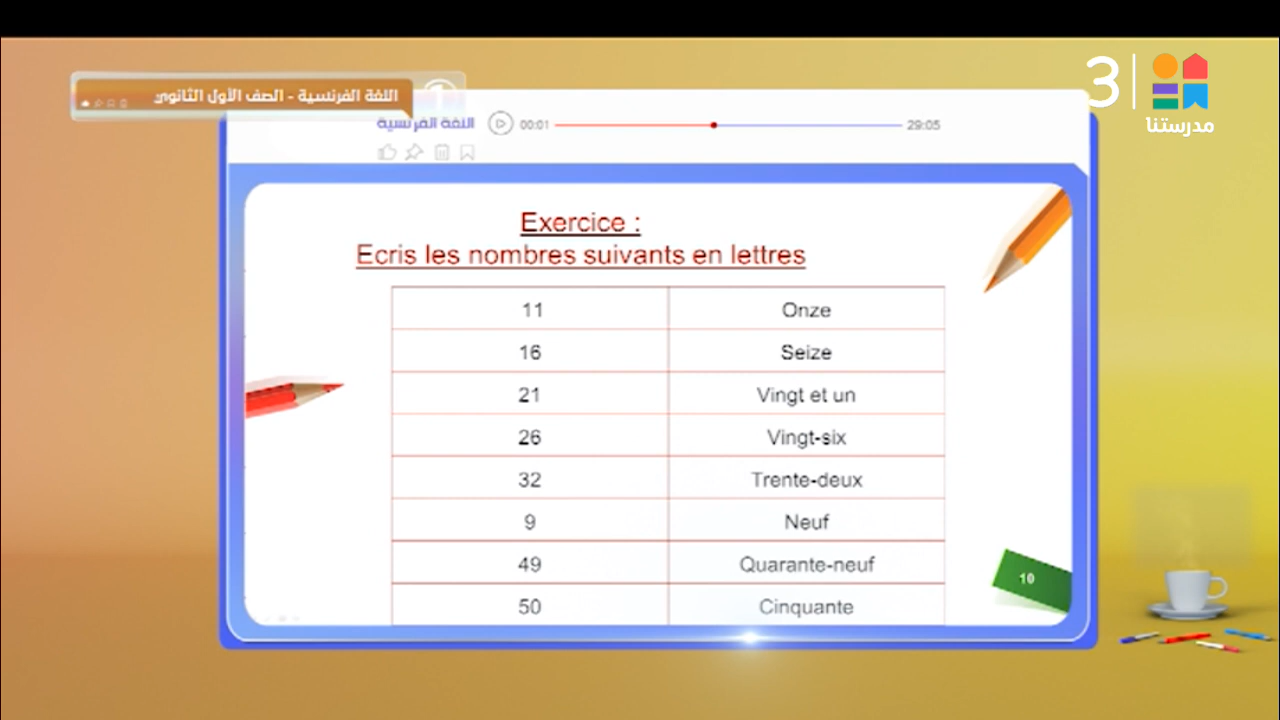 3
مدرستنا
اللغة الفرنسية - الصف الأول الثانوي
اللغة الفرنسية
00:01
29:05
Exercice :
Ecris les nombres suivants en lettres
11 Onze
16 Seize
21 Vingt et un
26 Vingt-six
32 Trente-deux
9 Neuf
49 Quarante-neuf
50 Cinquante
10